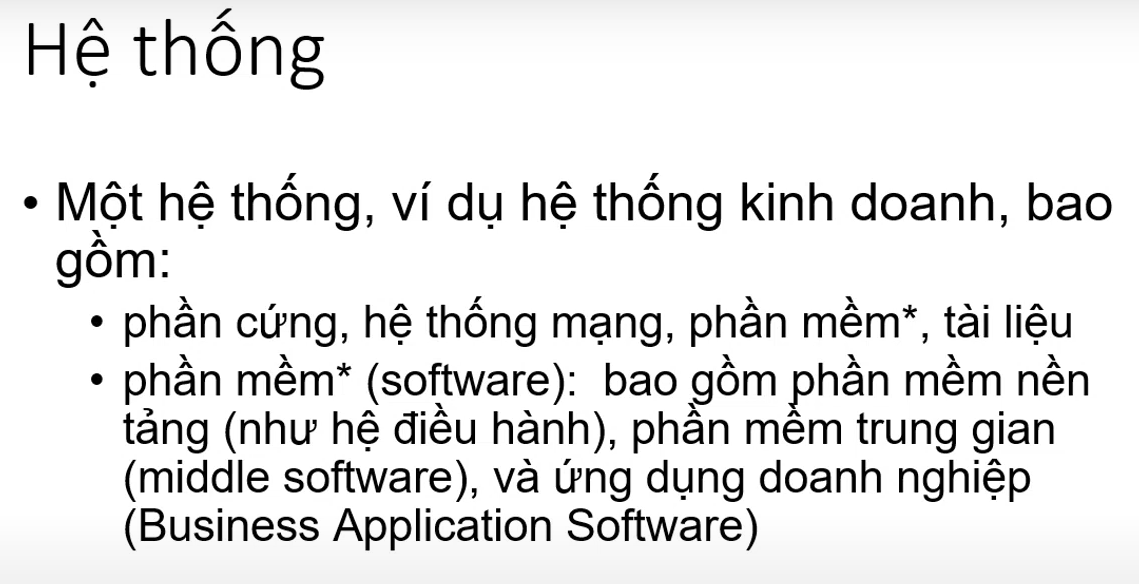 Hệ thống
• Một hệ thống, ví dụ hệ thống kinh doanh, bao
gồm:
• phần cứng, hệ thống mạng, phần mềm*, tài liệu
• phần mềm* (software):  bao gồm phần mềm nền
tảng (như hệ điều hành), phần mềm trung gian
(middle software), và ứng dụng doanh nghiệp
(Business Application Software)